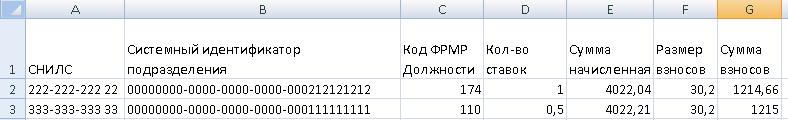 A B C D E F G
1 СНИЛС Системный идентификатор подразделения Код ФРМР Должности Кол-во ставок Сумма начисленная Размер взносов Сумма взносов
2 222-222-222 22 00000000-0000-0000-0000-000212121212 174 1 4022,04 30,2 1214,66
3 333-333-333 33 00000000-0000-0000-0000-000111111111 110 0,5 4022,21 30,2 1215